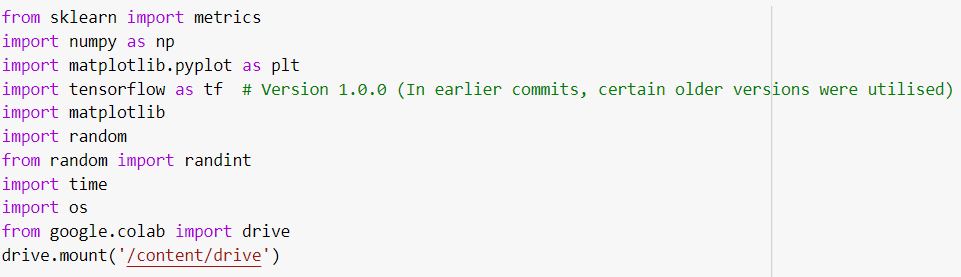 from sklearn import metrics
import numpy as np
import matplotlib.pyplot as plt
import tensorflow as tf  # Version 1.0.0 (In earlier commits, certain older versions were utilised)
import matplotlib
import random
from random import randint
import time
import os
from google.colab import drive
drive.mount('/content/drive')